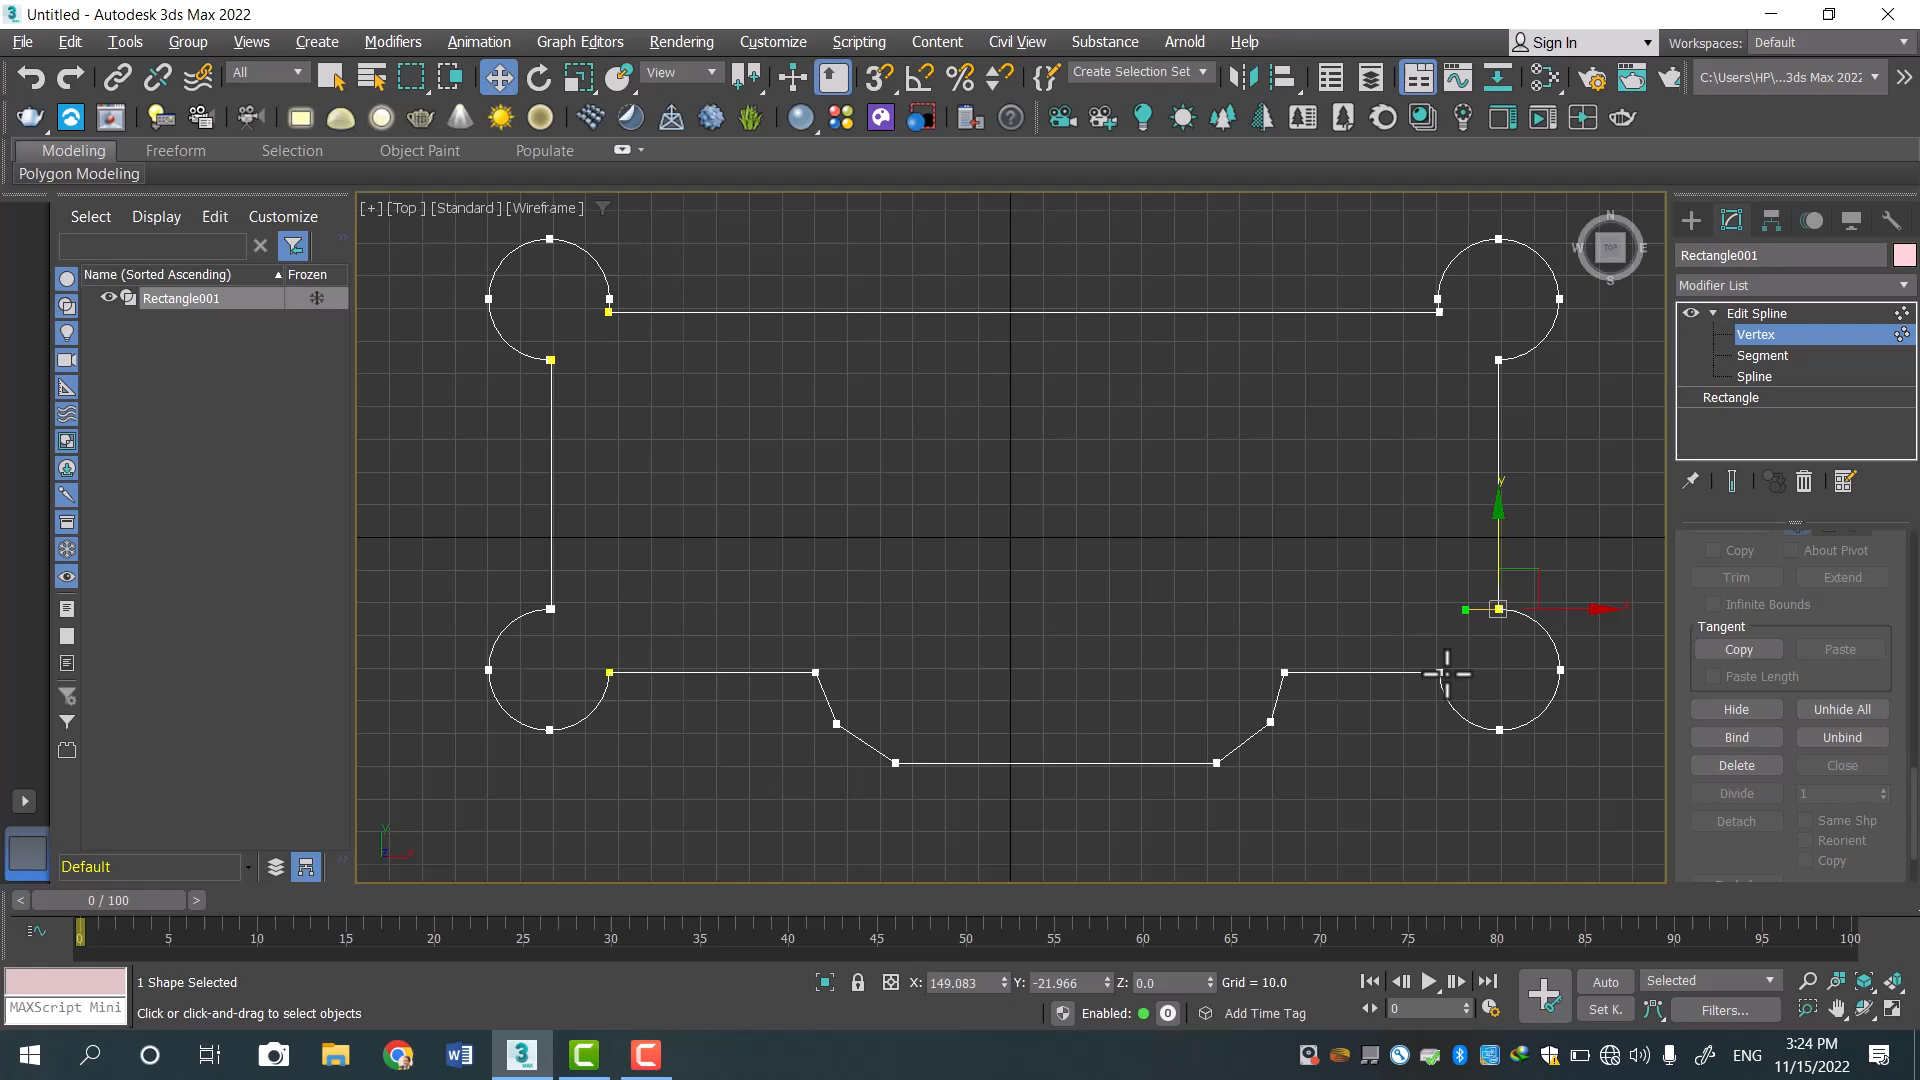 Untitled - Autodesk 3ds Max 2022
File Edit Tools Group Views Create Modifiers Animation Graph Editors Rendering Customize Scripting Content Civil View Substance Arnold Help Sign In Workspaces: Default
All View Create Selection Set C:\Users\HP\...3ds Max 2022
Modeling Freeform Selection Object Paint Populate
Polygon Modeling
Select Display Edit Customize
[+] [Top ] [Standard ] [Wireframe ]
N
W TOP E
S
Name (Sorted Ascending) Frozen
Rectangle001
Rectangle001
Modifier List
Edit Spline
Vertex
Segment
Spline
Rectangle
y
x
Copy About Pivot
Trim Extend
Infinite Bounds
Tangent
Copy Paste
Paste Length
Hide Unhide All
Bind Unbind
Delete Close
Divide 1
Detach Same Shp
Reorient
Copy
y
z x
Default
< 0 / 100 >
0 5 10 15 20 25 30 35 40 45 50 55 60 65 70 75 80 85 90 95 100
1 Shape Selected X: 149.083 Y: -21.966 Z: 0.0 Grid = 10.0 Auto Selected
MAXScript Mini Click or click-and-drag to select objects Enabled: 0 Add Time Tag 0 Set K. Filters...
ENG 3:24 PM
11/15/2022